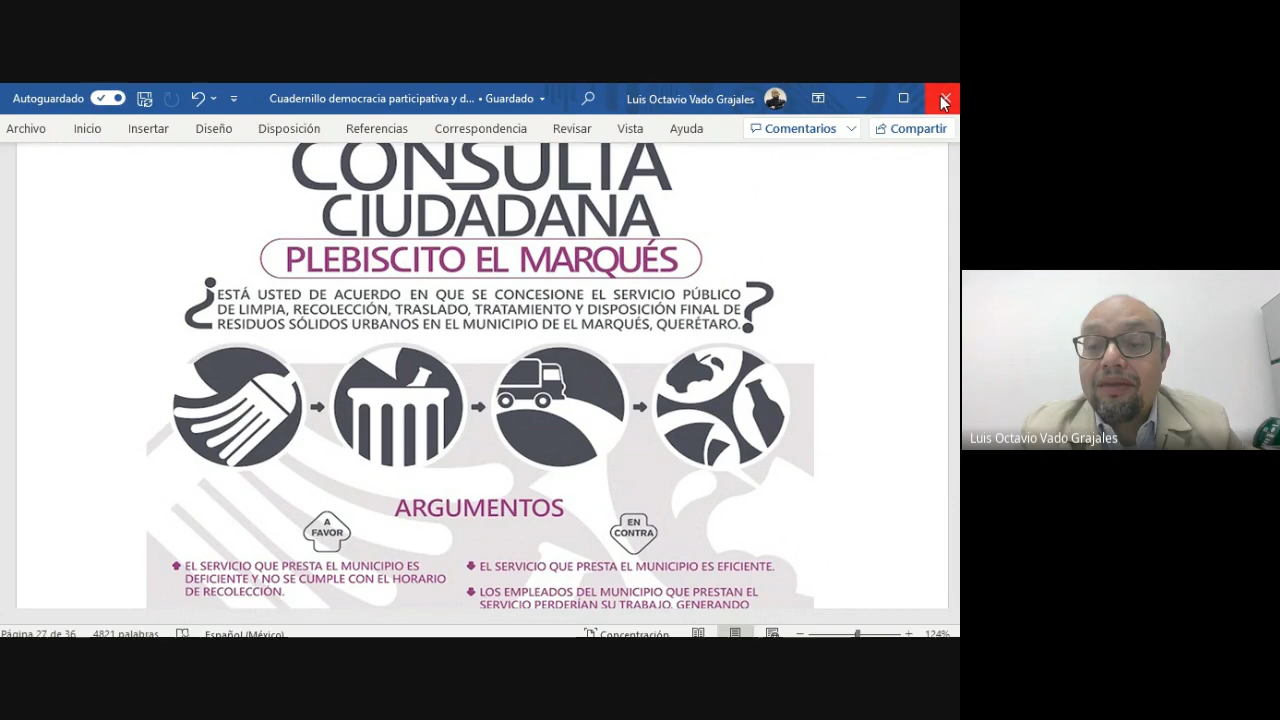 Autoguardado
Cuadernillo democracia participativa y d... • Guardado
Luis Octavio Vado Grajales
Archivo Inicio Insertar Diseño Disposición Referencias Correspondencia Revisar Vista Ayuda Comentarios Compartir
CONSULTA
CIUDADANA
PLEBISCITO EL MARQUÉS
¿ESTÁ USTED DE ACUERDO EN QUE SE CONCESIONE EL SERVICIO PÚBLICO
DE LIMPIA, RECOLECCIÓN, TRASLADO, TRATAMIENTO Y DISPOSICIÓN FINAL DE
RESIDUOS SÓLIDOS URBANOS EN EL MUNICIPIO DE EL MARQUÉS, QUERÉTARO.?
ARGUMENTOS
A
FAVOR
EL SERVICIO QUE PRESTA EL MUNICIPIO ES
DEFICIENTE Y NO SE CUMPLE CON EL HORARIO
DE RECOLECCIÓN.
EN
CONTRA
EL SERVICIO QUE PRESTA EL MUNICIPIO ES EFICIENTE.
LOS EMPLEADOS DEL MUNICIPIO QUE PRESTAN EL
SERVICIO PERDERÍAN SU TRABAJO, GENERANDO
Página 27 de 36 4821 palabras Español (México) Concentración 124%
Luis Octavio Vado Grajales